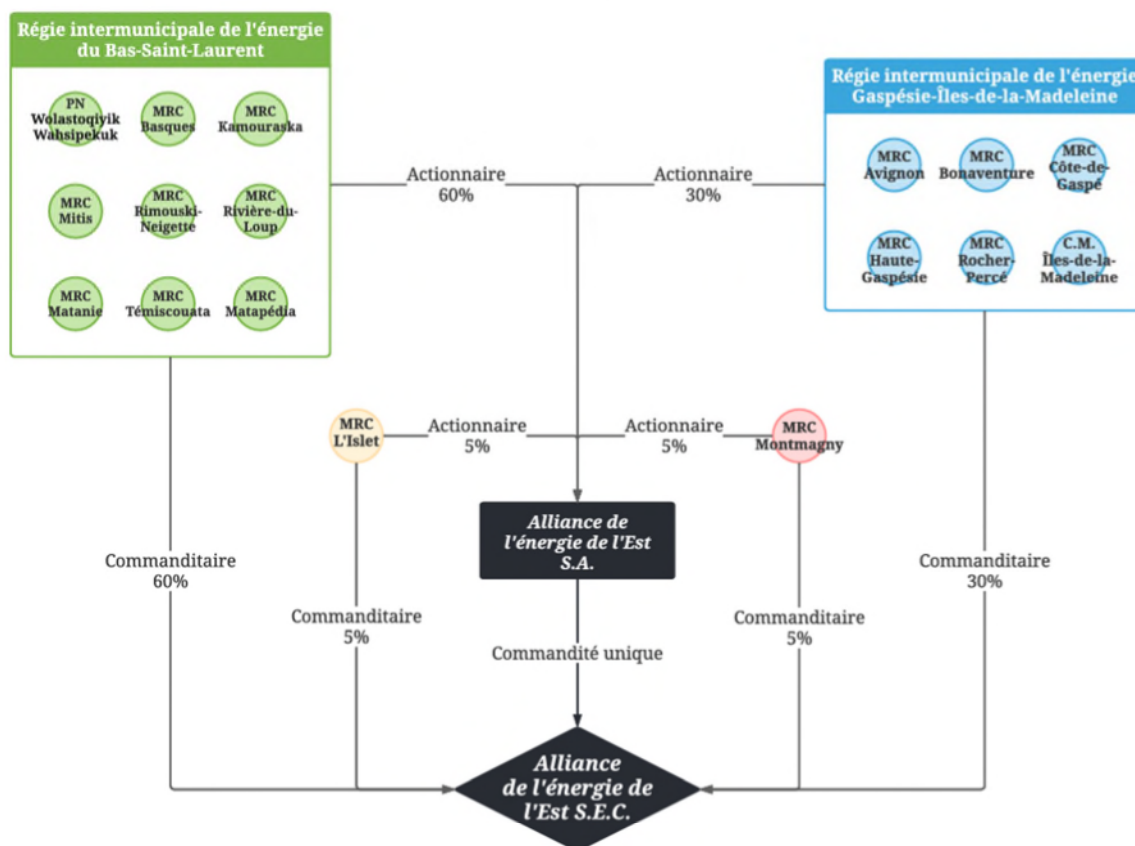 Régie intermunicipale de l'énergie
du Bas-Saint-Laurent
PN
Wolastoqiyik
Wahsipekuk
MRC
Basques
MRC
Kamouraska
MRC
Mitis
MRC
Rimouski-
Neigette
MRC
Rivière-du-
Loup
MRC
Matanie
MRC
Témiscouata
MRC
Matapédia
Régie intermunicipale de l'énergie
Gaspésie-Îles-de-la-Madeleine
MRC
Avignon
MRC
Bonaventure
MRC
Côte-de-
Gaspé
MRC
Haute-
Gaspésie
MRC
Rocher-
Percé
C.M.
Îles-de-la-
Madeleine
Actionnaire
60%
Actionnaire
30%
MRC
L'Islet
Actionnaire
5%
Actionnaire
5%
MRC
Montmagny
Alliance de
l'énergie de l'Est
S.A.
Commanditaire
60%
Commanditaire
5%
Commandité unique
Commanditaire
5%
Commanditaire
30%
Alliance
de l'énergie de
l'Est S.E.C.